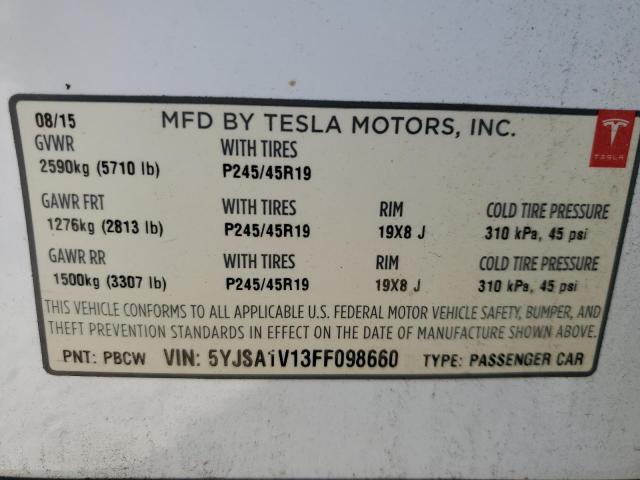 08/15 MFD BY TESLA MOTORS, INC.
GVWR WITH TIRES
2590kg (5710 lb) P245/45R19
GAWR FRT WITH TIRES RIM COLD TIRE PRESSURE
1276kg (2813 lb) P245/45R19 19X8 J 310 kPa, 45 psi
GAWR RR WITH TIRES RIM COLD TIRE PRESSURE
1500kg (3307 lb) P245/45R19 19X8 J 310 kPa, 45 psi
THIS VEHICLE CONFORMS TO ALL APPLICABLE U.S. FEDERAL MOTOR VEHICLE SAFETY, BUMPER, AND
THEFT PREVENTION STANDARDS IN EFFECT ON THE DATE OF MANUFACTURE SHOWN ABOVE.
PNT: PBCW VIN: 5YJSA1V13FF098660 TYPE: PASSENGER CAR
TESLA